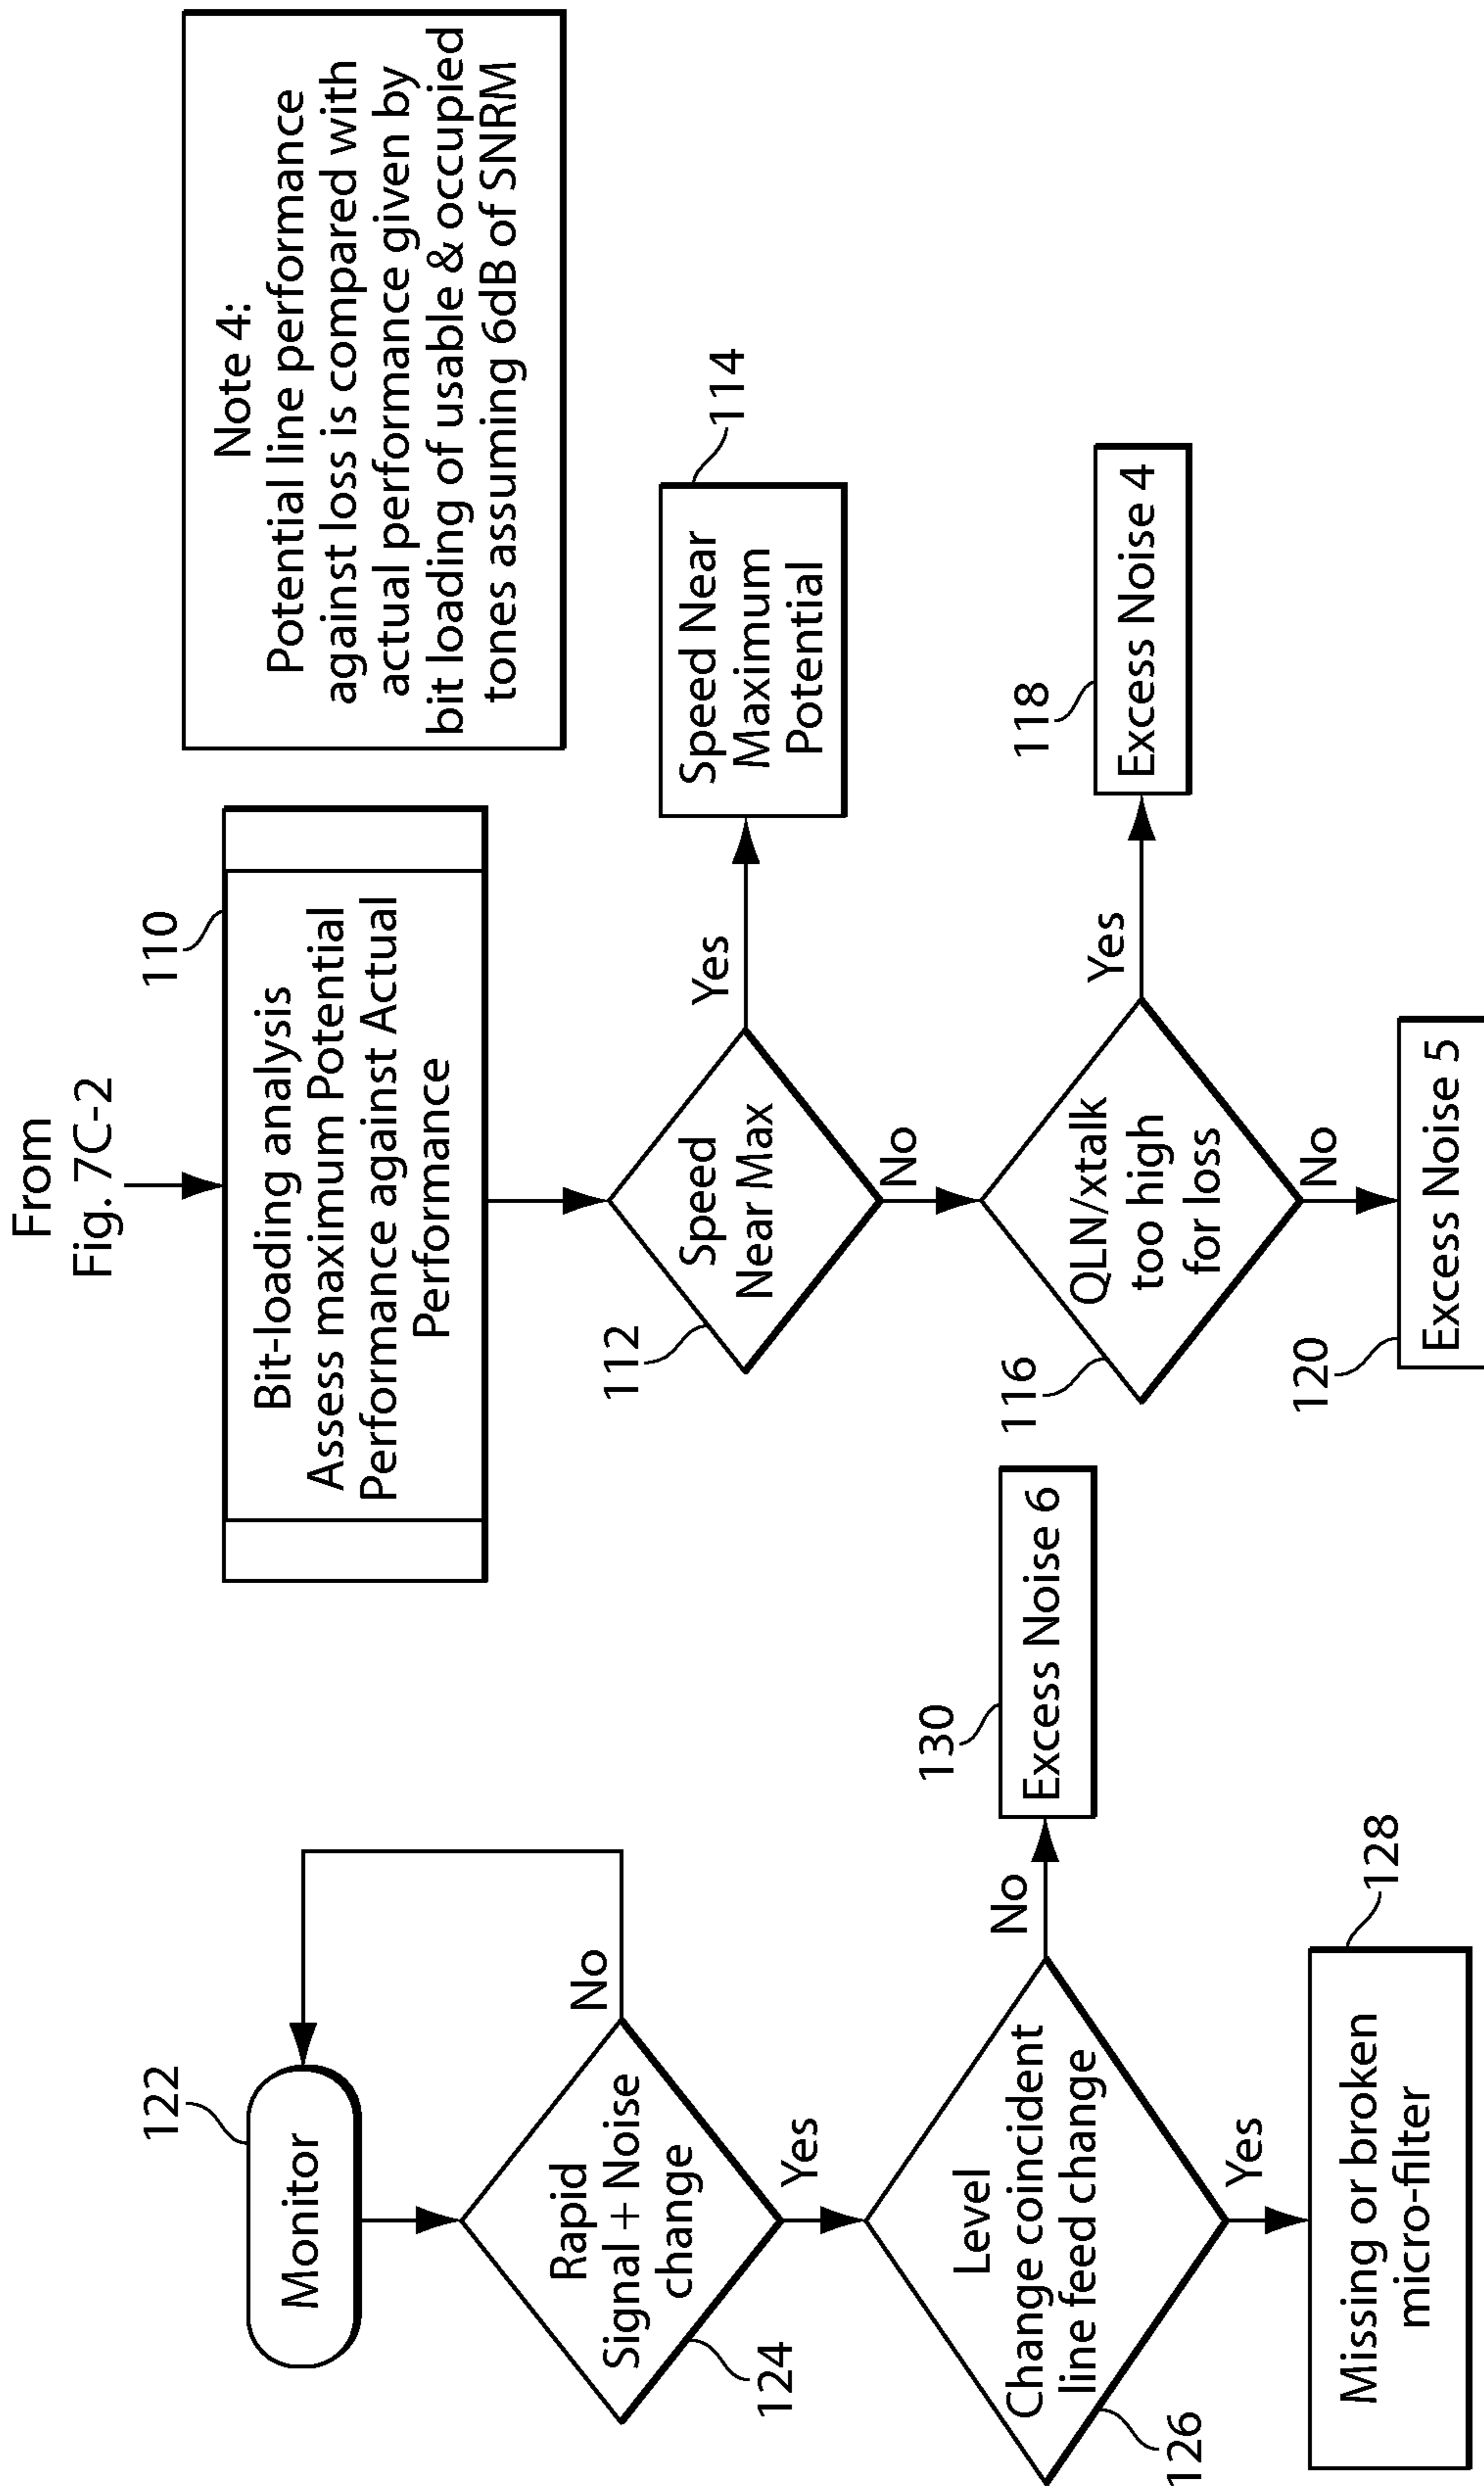 From
Fig. 7C-2
110
Bit-loading analysis
Assess maximum Potential
Performance against Actual
Performance
Note 4:
Potential line performance
against loss is compared with
actual performance given by
bit loading of usable & occupied
tones assuming 6dB of SNRM
112
Speed
Near Max
Yes
114
Speed Near
Maximum
Potential
No
116
QLN/xtalk
too high
for loss
Yes
118
Excess Noise 4
No
120
Excess Noise 5
122
Monitor
124
Rapid
Signal + Noise
change
No
Yes
126
Level
Change coincident
line feed change
No
130
Excess Noise 6
Yes
128
Missing or broken
micro-filter